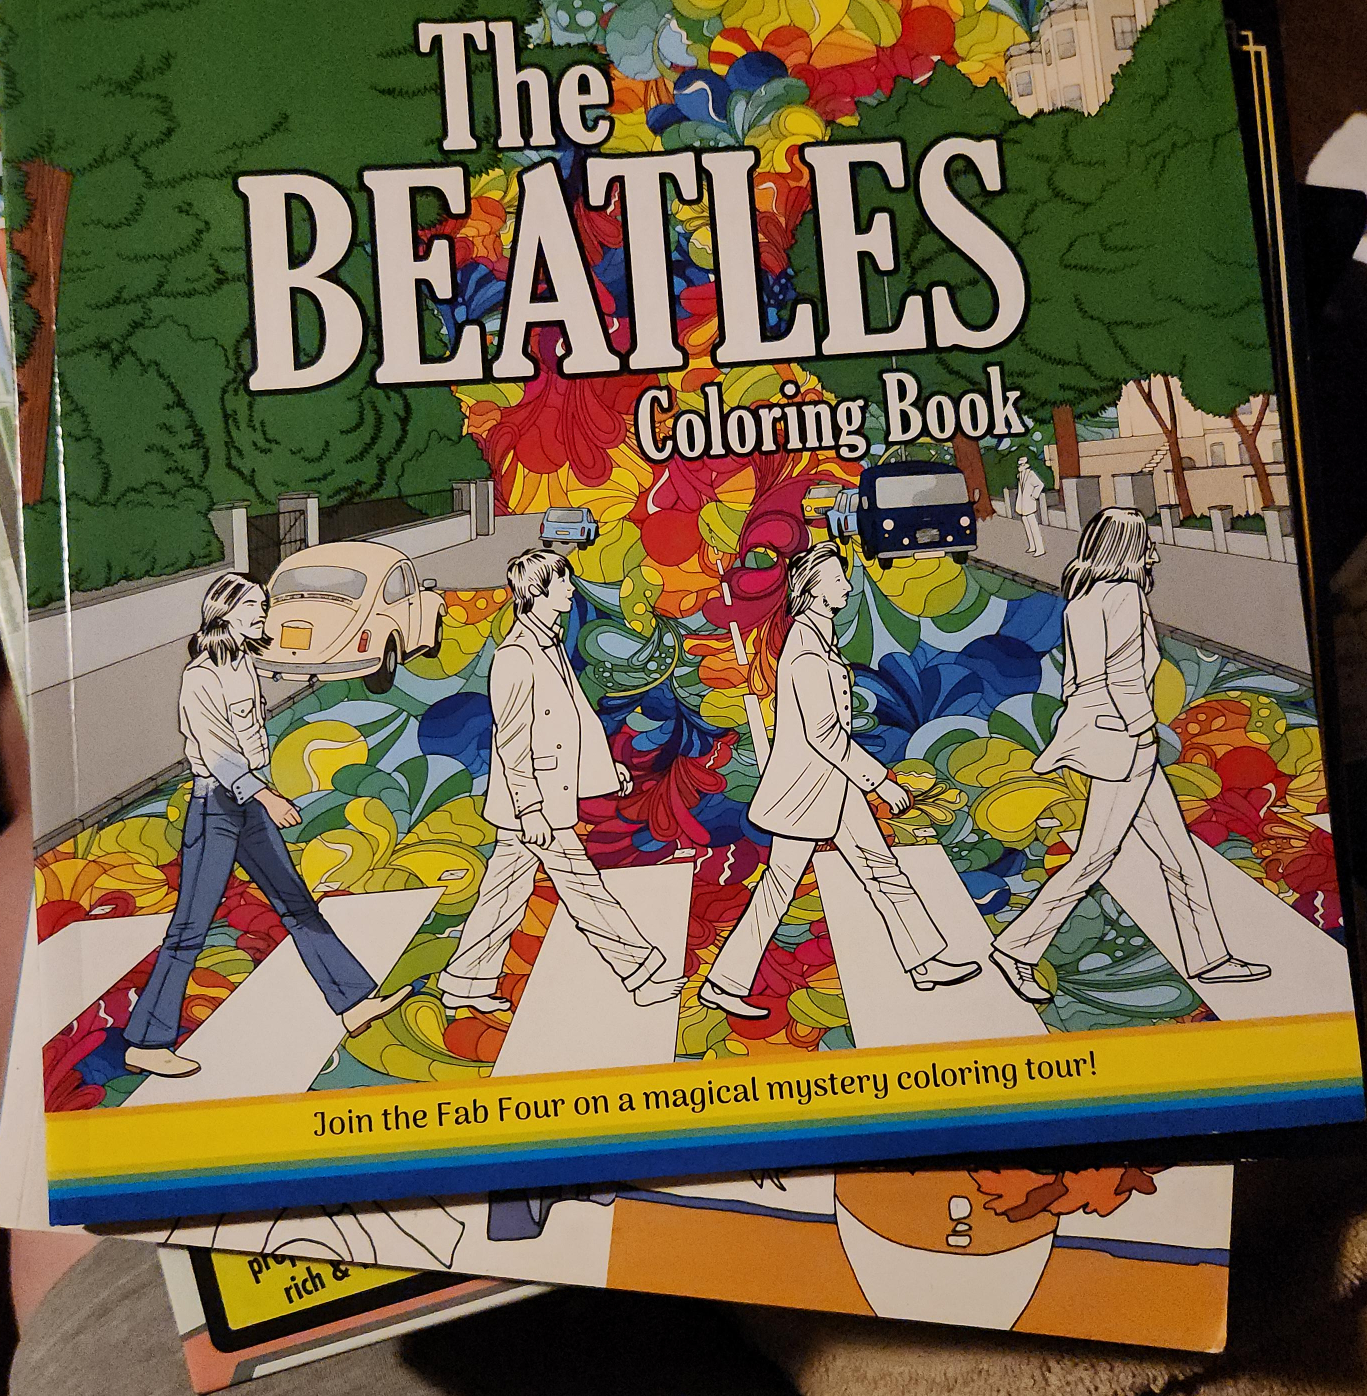 The
BEATLES
Coloring Book
Join the Fab Four on a magical mystery coloring tour!
rich &